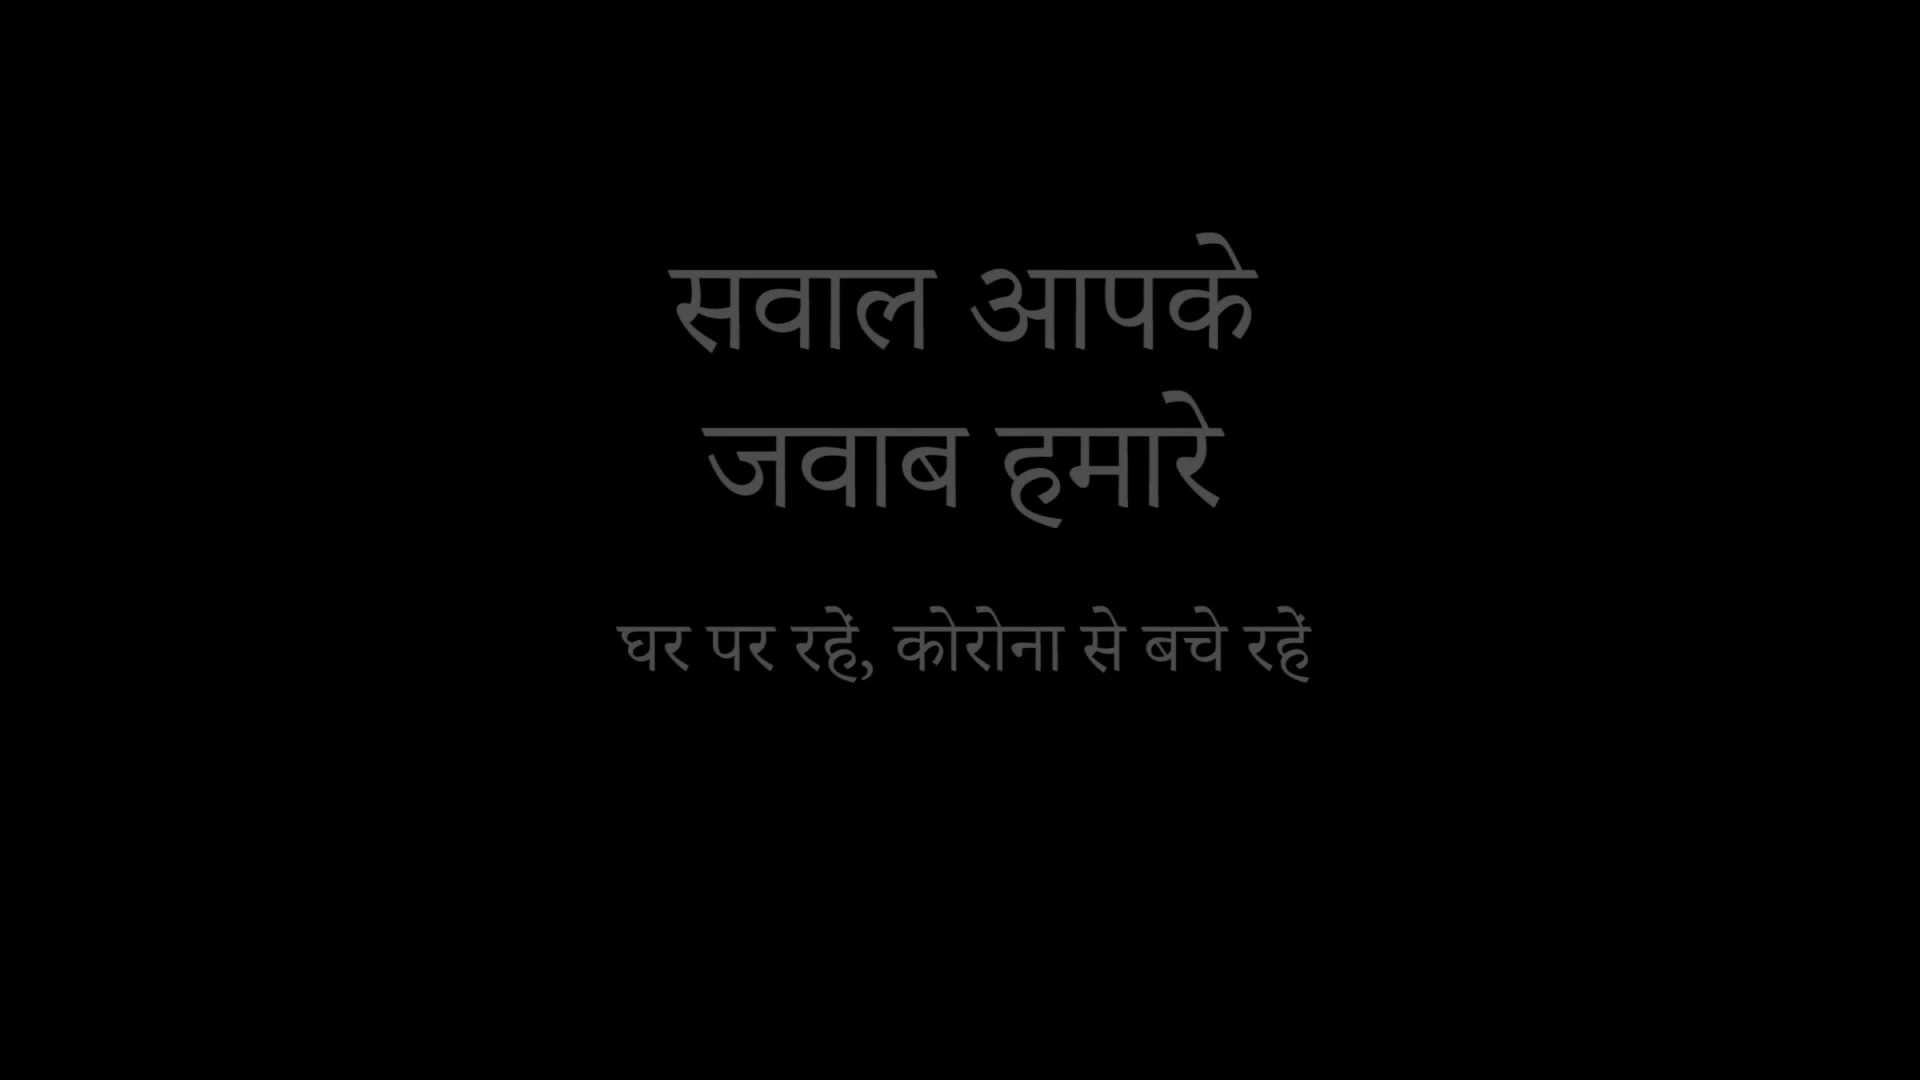 सवाल आपके
जवाब हमारे
घर पर रहें, कोरोना से बचे रहें